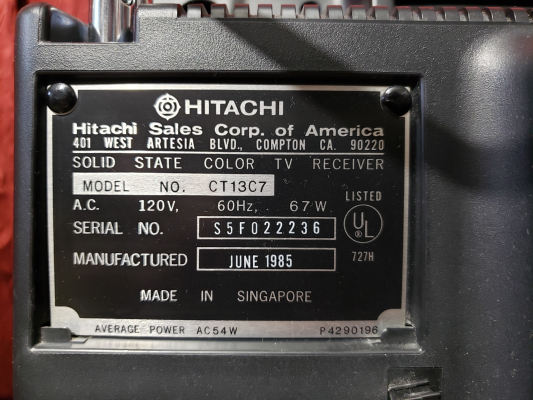 HITACHI
Hitachi Sales Corp. of America
401 WEST ARTESIA BLVD., COMPTON CA. 90220
SOLID STATE COLOR TV RECEIVER
MODEL NO. CT13C7
A.C. 120V, 60Hz, 67W
LISTED
SERIAL NO. S5F022236
UL
MANUFACTURED JUNE 1985
727H
MADE IN SINGAPORE
AVERAGE POWER AC54W P4290196